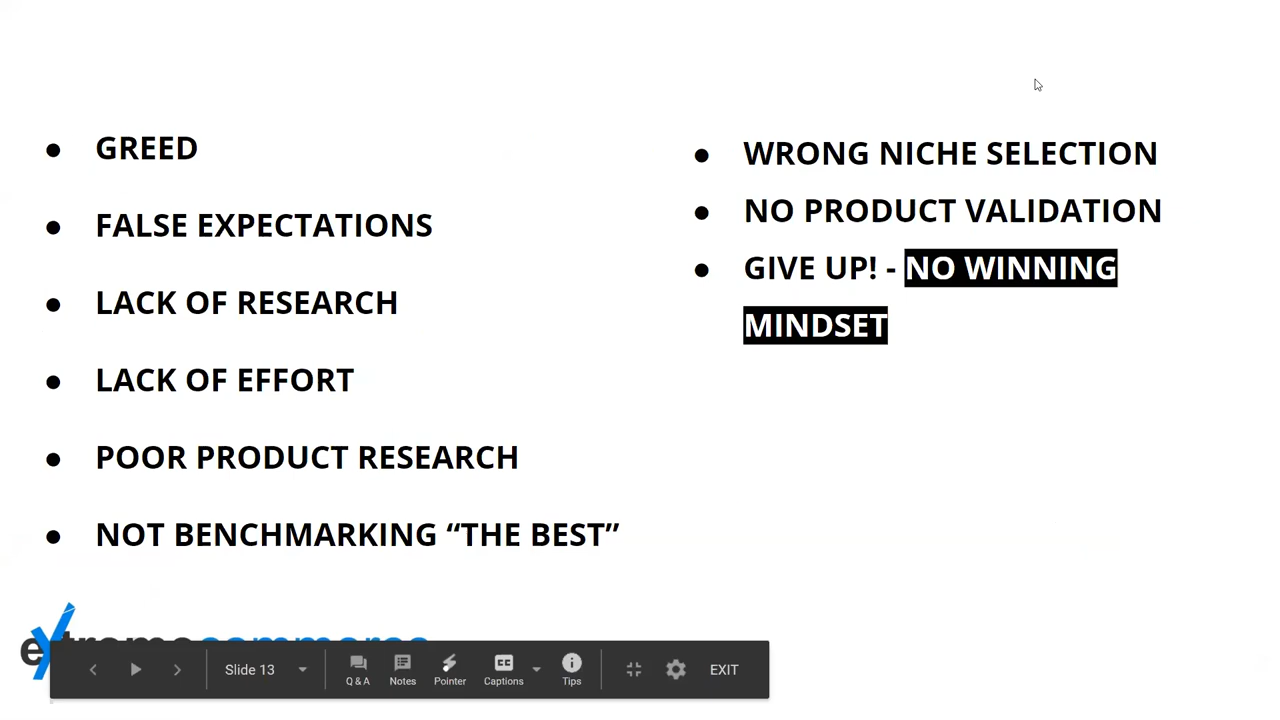 GREED
FALSE EXPECTATIONS
LACK OF RESEARCH
LACK OF EFFORT
POOR PRODUCT RESEARCH
NOT BENCHMARKING “THE BEST”
WRONG NICHE SELECTION
NO PRODUCT VALIDATION
GIVE UP! - NO WINNING
MINDSET
Slide 13
Q & A
Notes
Pointer
CC
Captions
Tips
EXIT